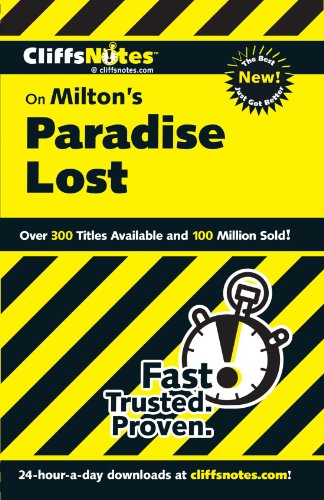 CliffsNotes™
@ cliffsnotes.com
The Best
New!
Just Got Better
On Milton's
Paradise
Lost
Over 300 Titles Available and 100 Million Sold!
Fast.
Trusted.
Proven.
24-hour-a-day downloads at cliffsnotes.com!